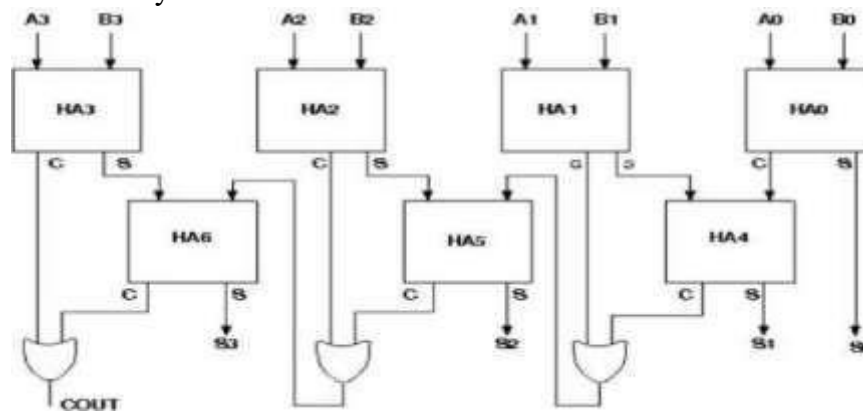 A3 B3 A2 B2 A1 B1 A0 B0
HA3 HA2 HA1 HA0
C S C S C S C S
HA6 HA5 HA4
C S C S C S
S3 S2 S1 S
COUT